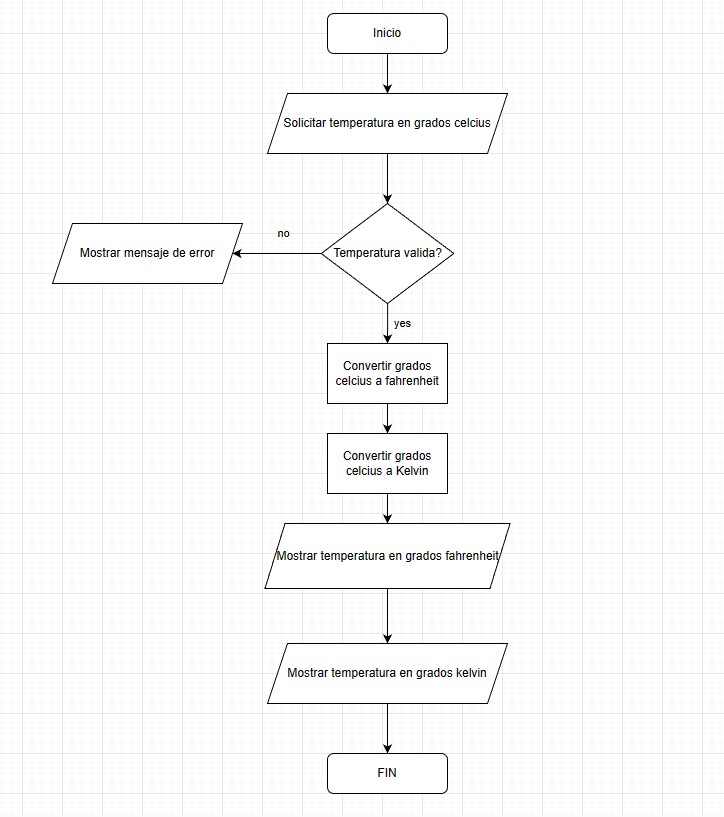 Inicio
Solicitar temperatura en grados celcius
no
Mostrar mensaje de error
Temperatura valida?
yes
Convertir grados
celcius a fahrenheit
Convertir grados
celcius a Kelvin
Mostrar temperatura en grados fahrenheit
Mostrar temperatura en grados kelvin
FIN